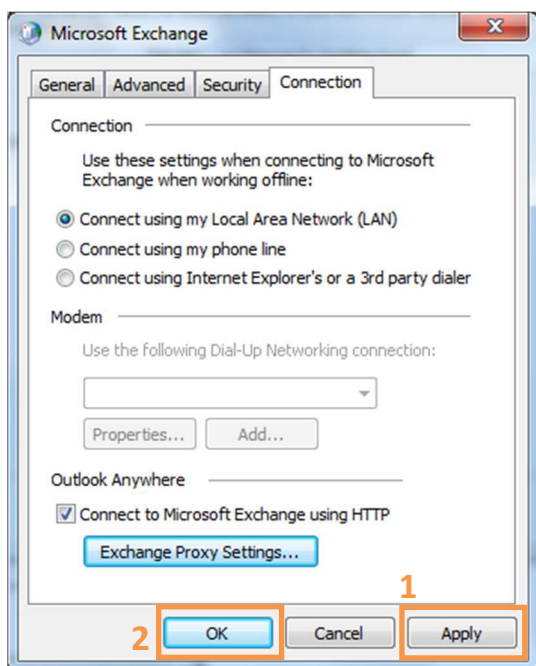 Microsoft Exchange
General Advanced Security Connection
Connection
Use these settings when connecting to Microsoft
Exchange when working offline:
Connect using my Local Area Network (LAN)
Connect using my phone line
Connect using Internet Explorer's or a 3rd party dialer
Modem
Use the following Dial-Up Networking connection:
Properties... Add...
Outlook Anywhere
Connect to Microsoft Exchange using HTTP
Exchange Proxy Settings...
1
2 OK Cancel Apply